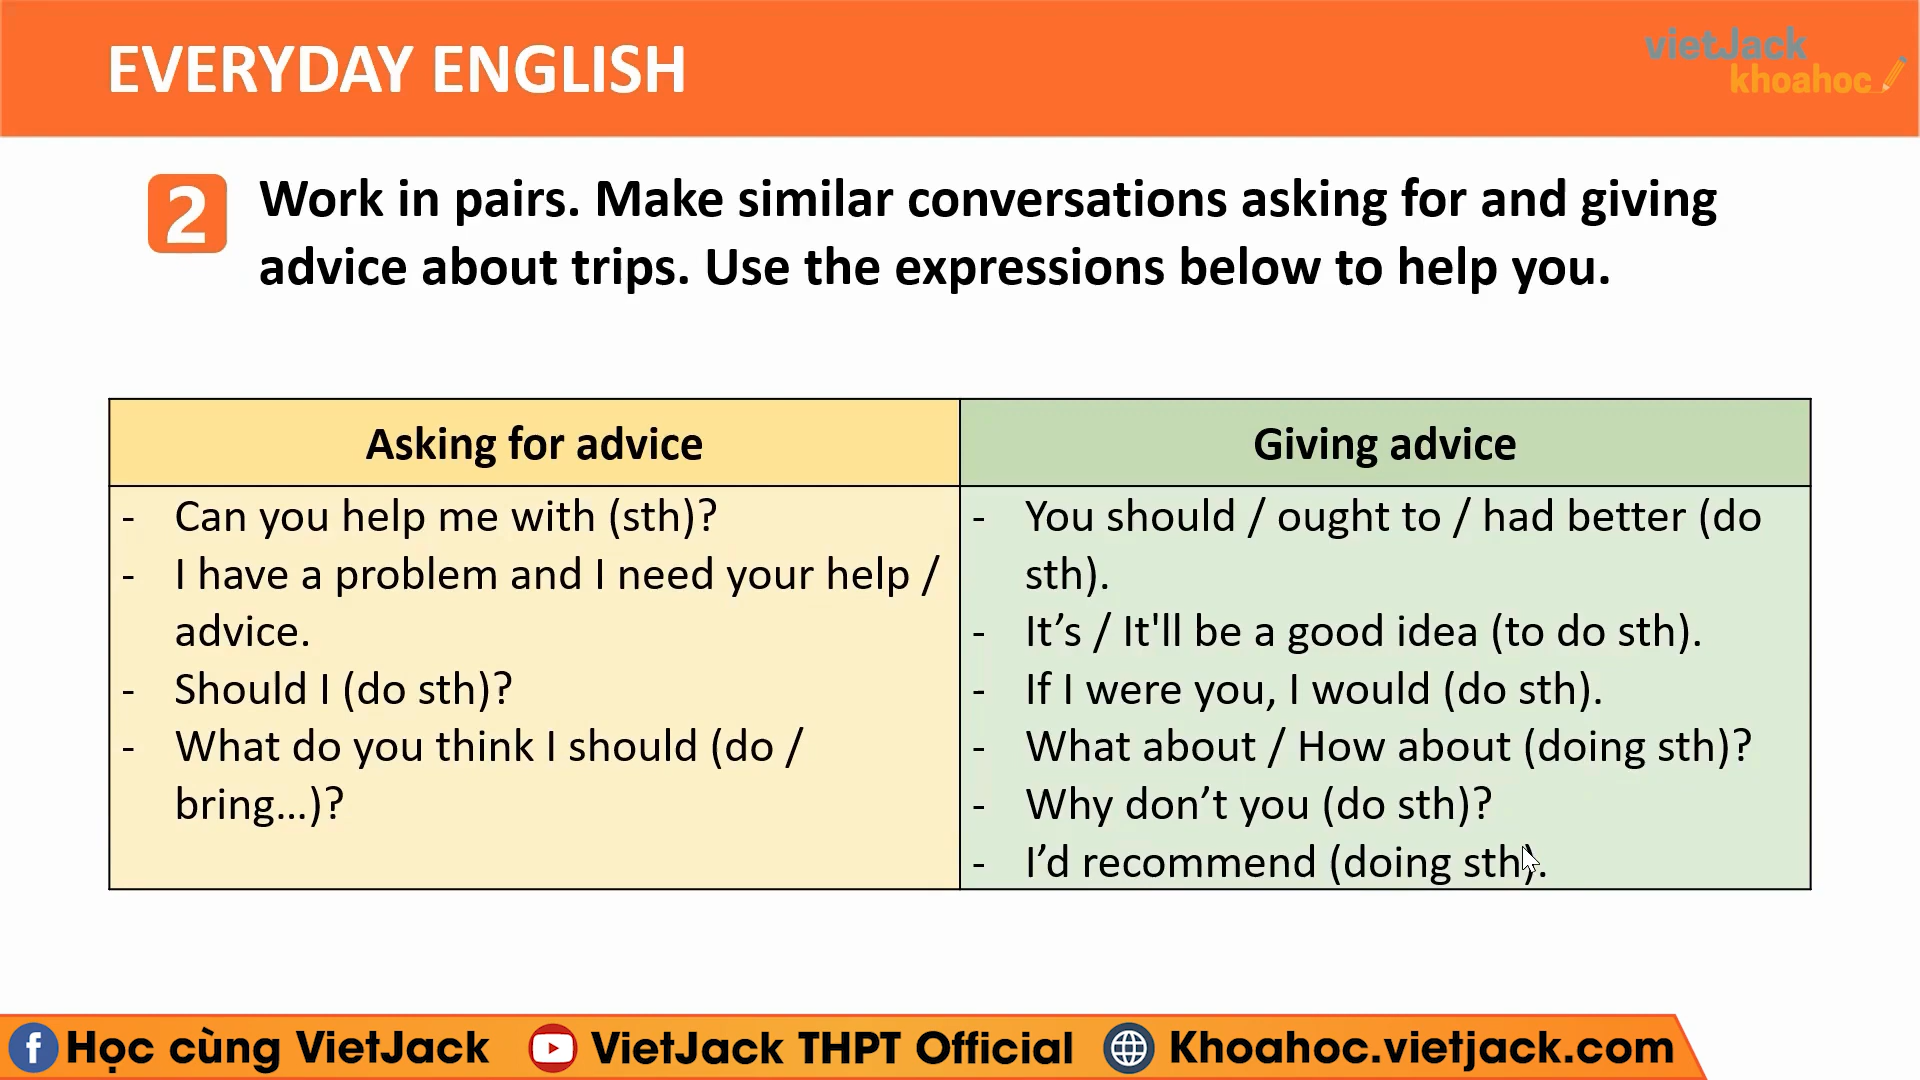 EVERYDAY ENGLISH
vietJack
khoahoc
2
Work in pairs. Make similar conversations asking for and giving
advice about trips. Use the expressions below to help you.
Asking for advice
- Can you help me with (sth)?
- I have a problem and I need your help /
advice.
- Should I (do sth)?
- What do you think I should (do /
bring...)?
Giving advice
- You should / ought to / had better (do
sth).
- It’s / It'll be a good idea (to do sth).
- If I were you, I would (do sth).
- What about / How about (doing sth)?
- Why don’t you (do sth)?
- I’d recommend (doing sth).
Học cùng VietJack
VietJack THPT Official
Khoahoc.vietjack.com